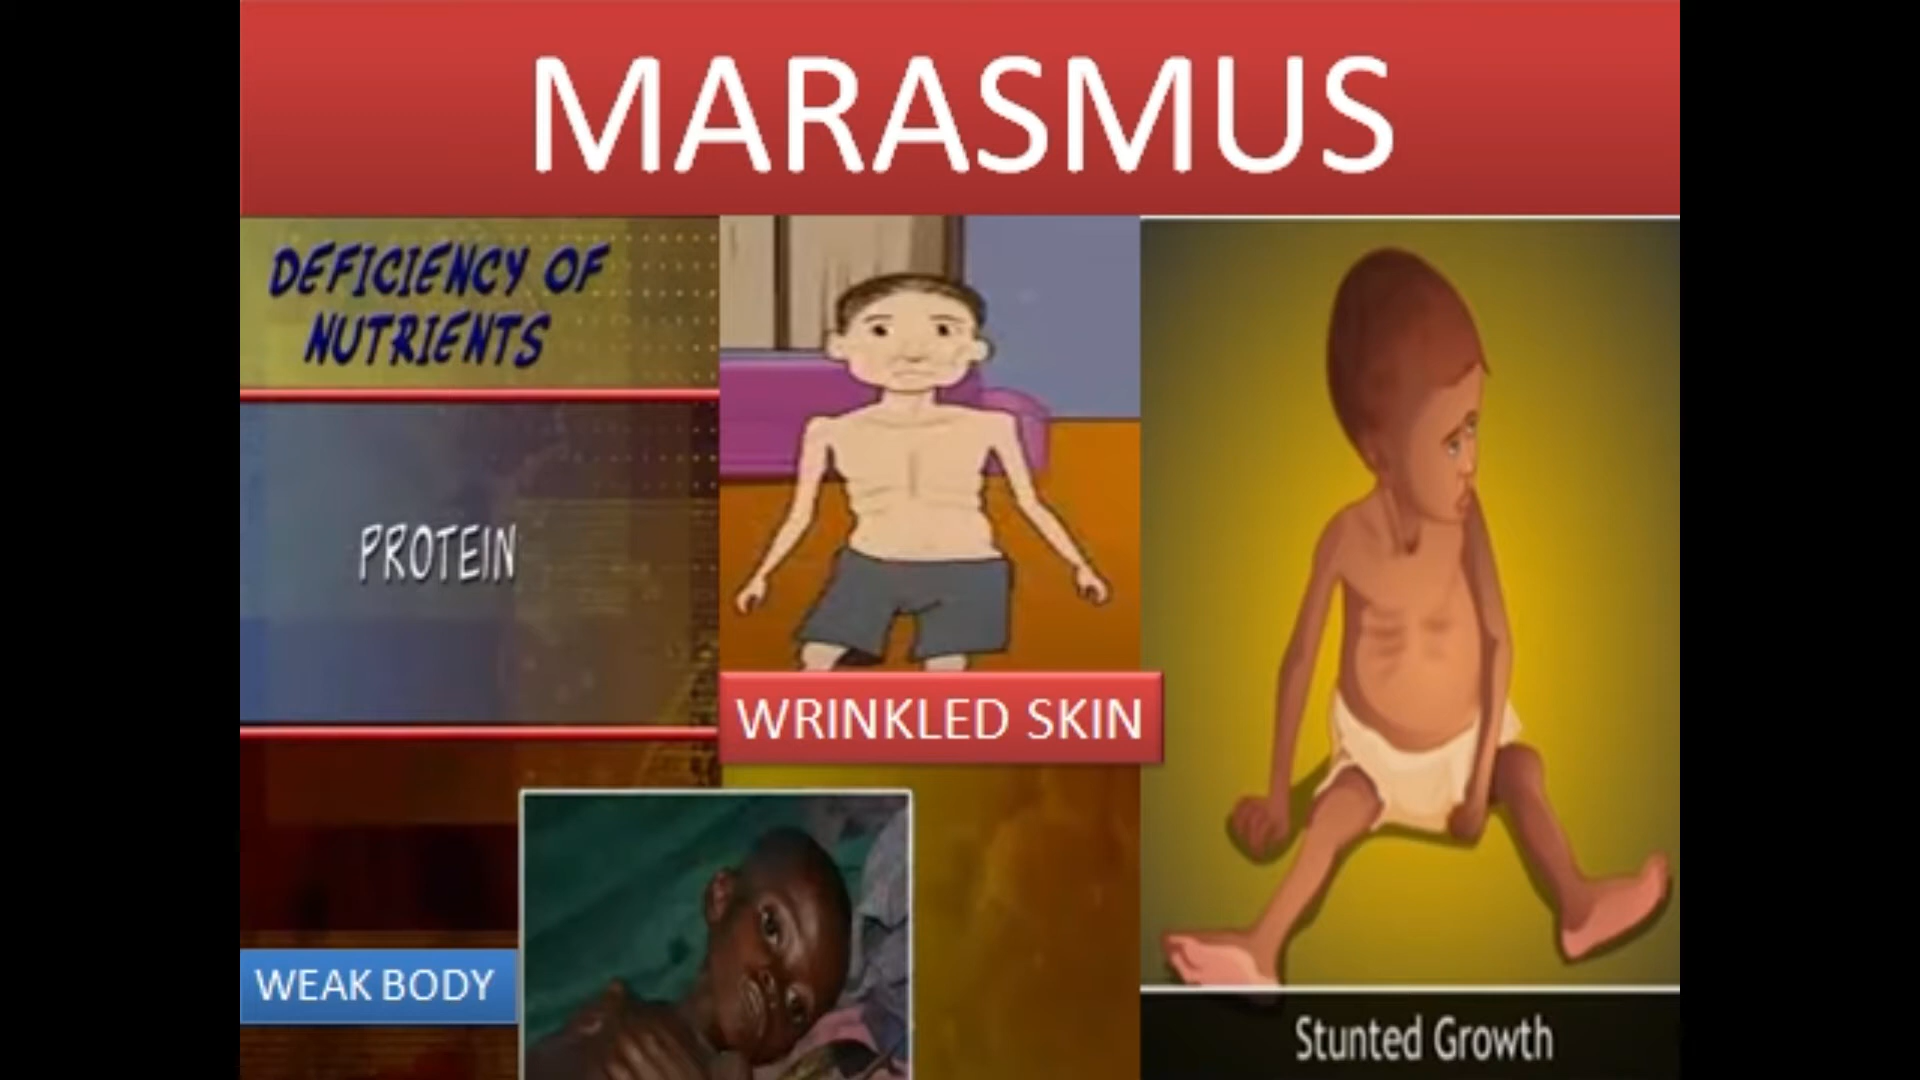 MARASMUS
DEFICIENCY OF
NUTRIENTS
PROTEIN
WRINKLED SKIN
WEAK BODY
Stunted Growth